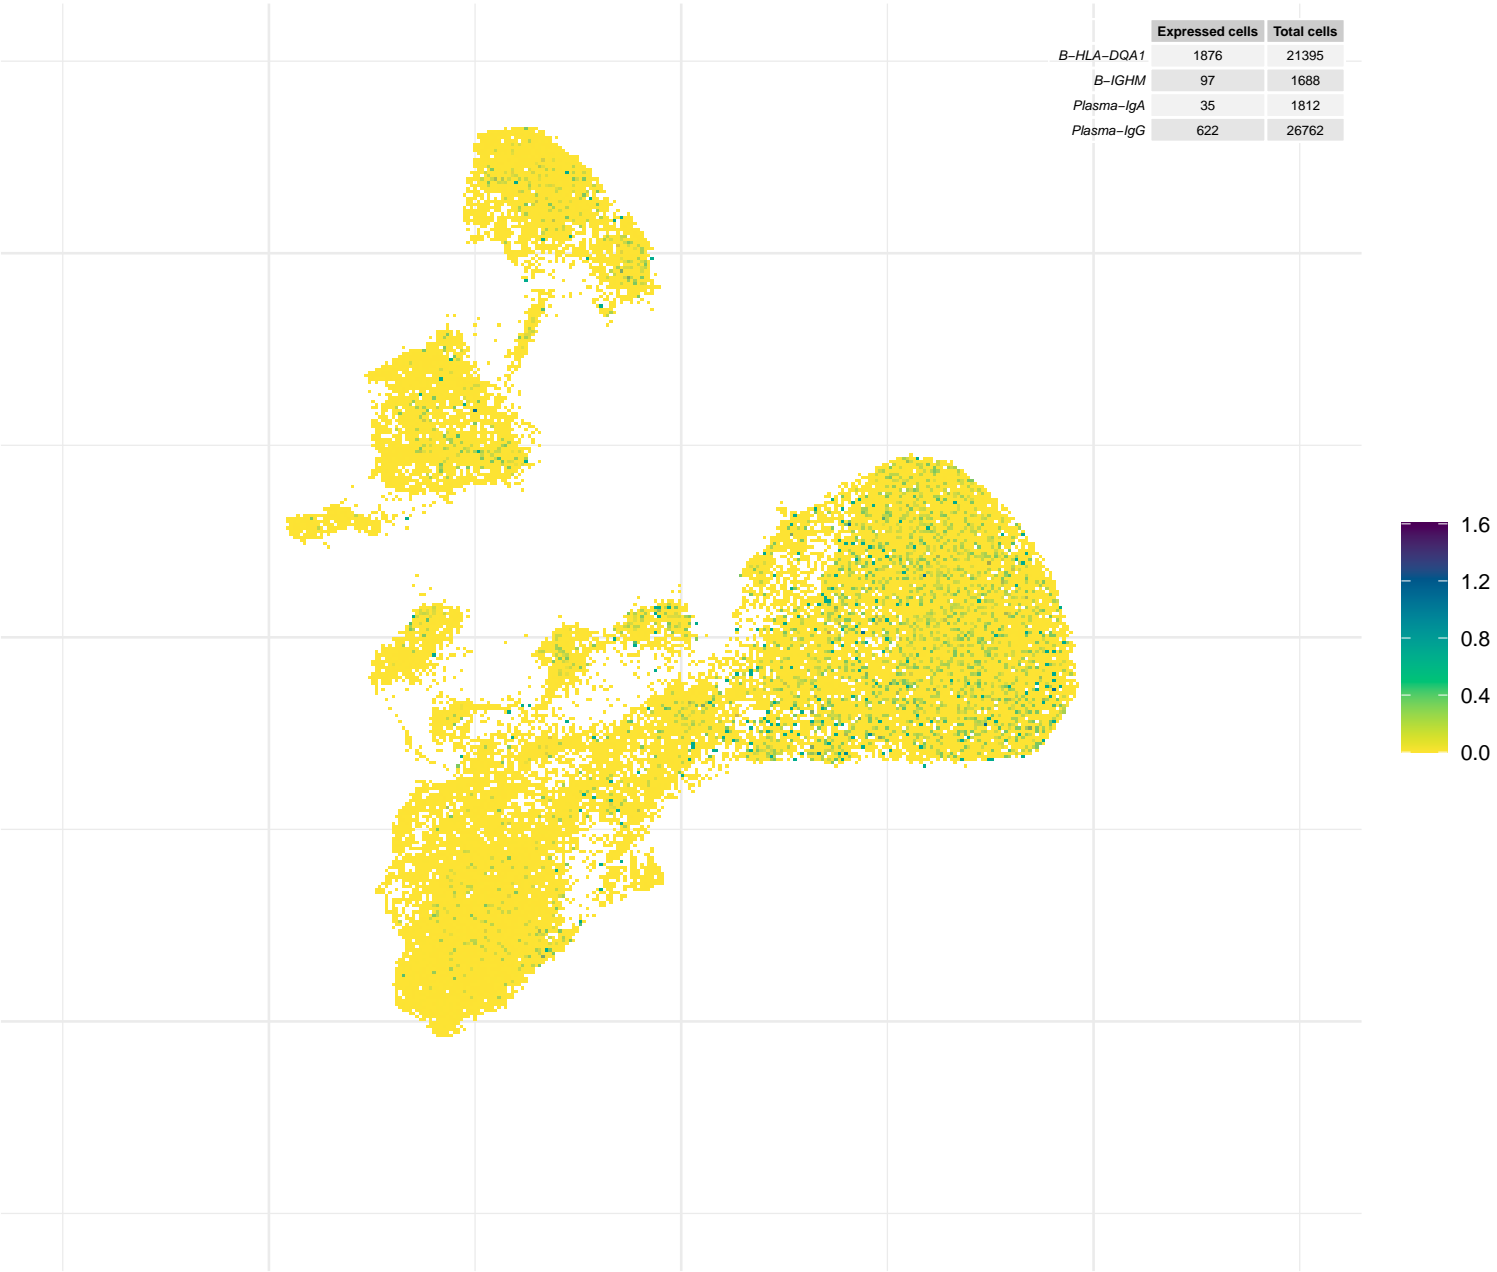 Expressed cells Total cells
B−HLA−DQA1 1876 21395
B−IGHM 97 1688
Plasma−IgA 35 1812
Plasma−IgG 622 26762
1.6
1.2
0.8
0.4
0.0